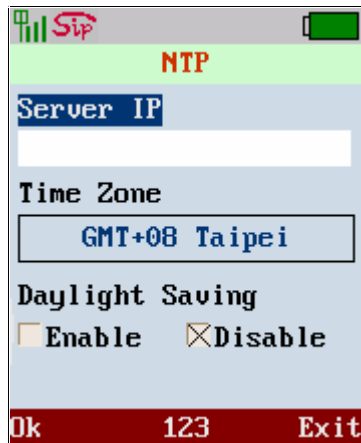 Sip
NTP
Server IP
Time Zone
GMT+08 Taipei
Daylight Saving
Enable Disable
Ok 123 Exit